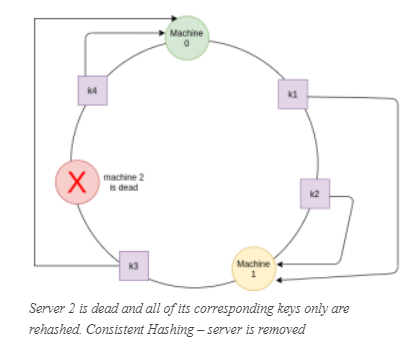 Machine
0
k4
k1
machine 2
is dead
X
k2
k3
Machine
1
Server 2 is dead and all of its corresponding keys only are
rehashed. Consistent Hashing – server is removed